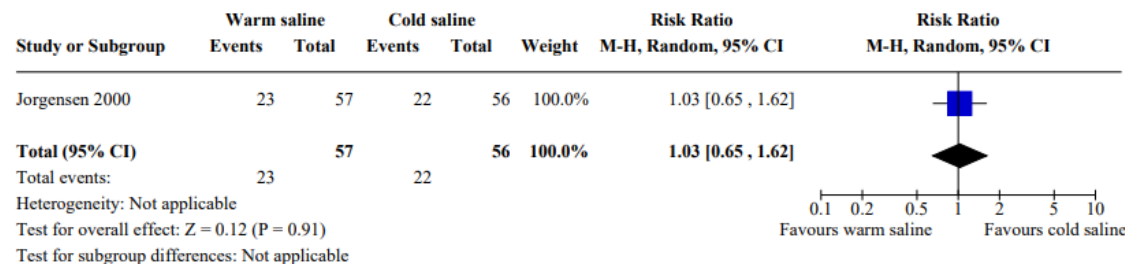 Warm saline Cold saline Risk Ratio Risk Ratio
Study or Subgroup Events Total Events Total Weight M-H, Random, 95% CI M-H, Random, 95% CI
Jorgensen 2000 23 57 22 56 100.0% 1.03 [0.65 , 1.62]
Total (95% CI) 57 56 100.0% 1.03 [0.65 , 1.62]
Total events: 23 22
Heterogeneity: Not applicable
0.1 0.2 0.5 1 2 5 10
Test for overall effect: Z = 0.12 (P = 0.91)
Favours warm saline Favours cold saline
Test for subgroup differences: Not applicable